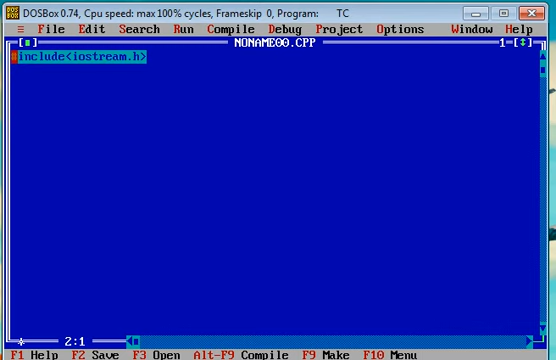 DOSBox 0.74, Cpu speed: max 100% cycles, Frameskip 0, Program: TC
≡ File Edit Search Run Compile Debug Project Options Window Help
[■] NONAME00.CPP 1=[↕]
#include<iostream.h>
* 2:1
F1 Help F2 Save F3 Open Alt-F9 Compile F9 Make F10 Menu